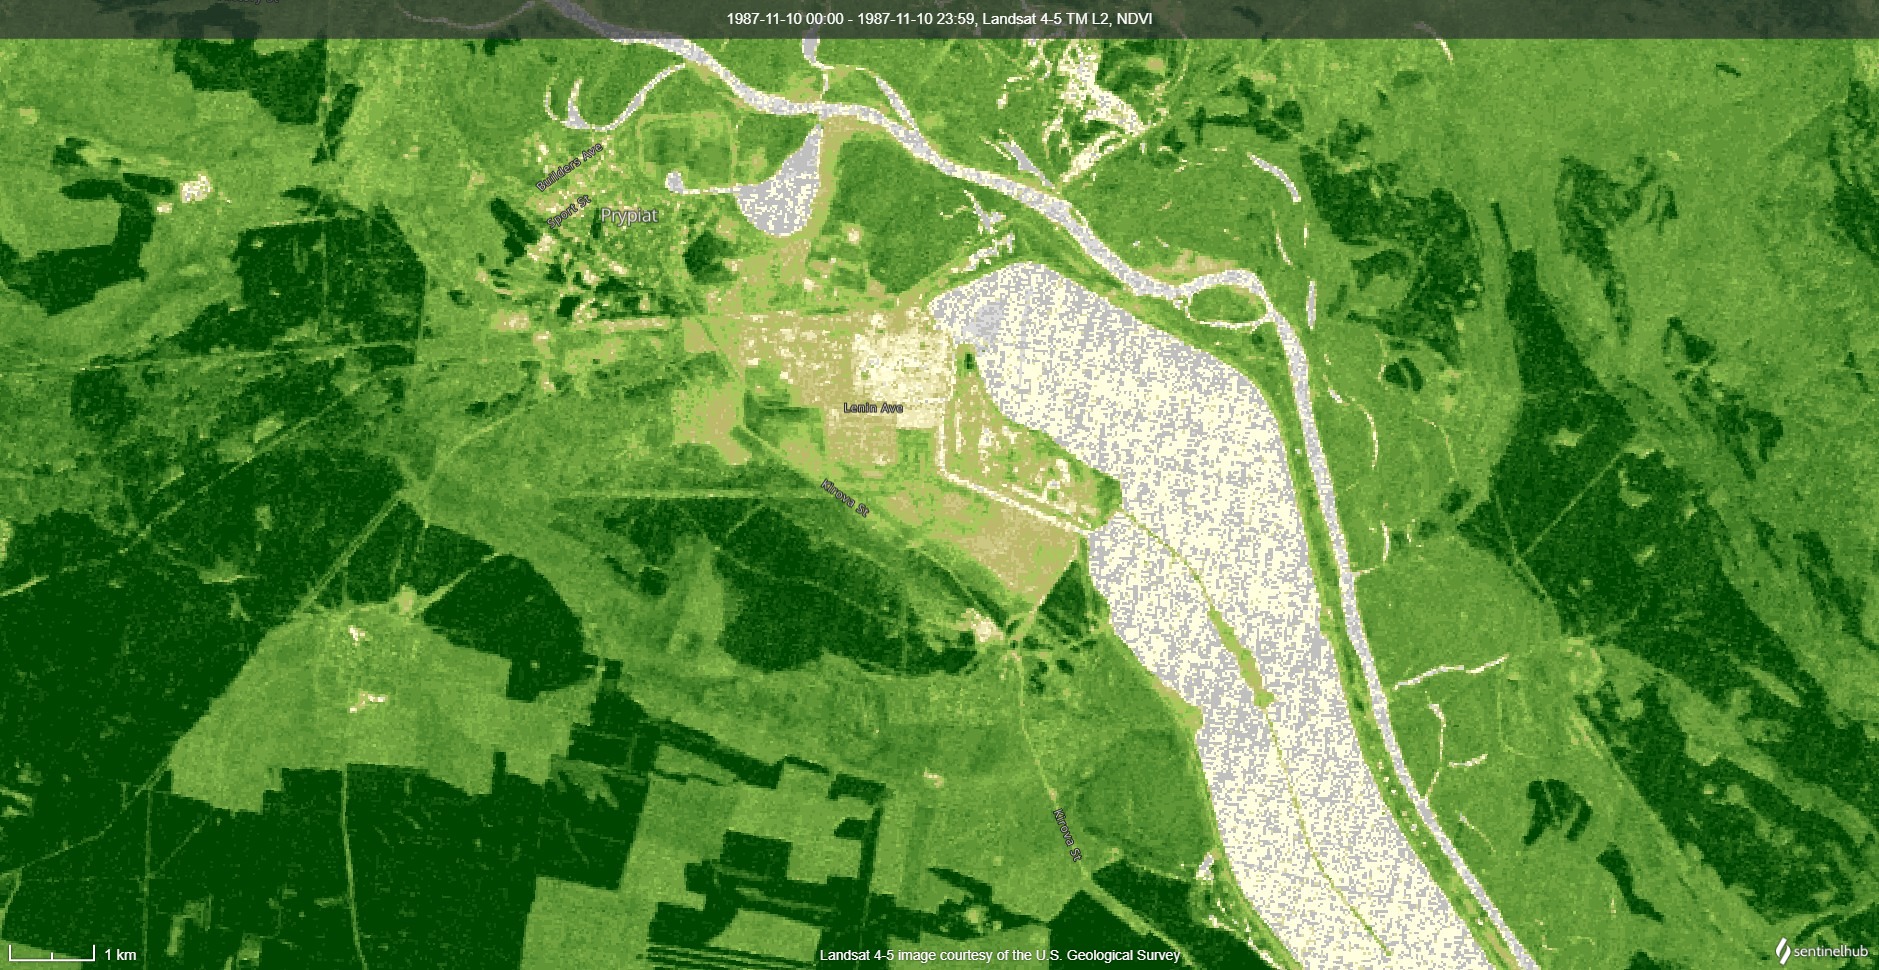 1987-11-10 00:00 - 1987-11-10 23:59, Landsat 4-5 TM L2, NDVI
Builders Ave
Sport St
Prypiat
Lenin Ave
Kirova St
Kirova St
1 km
Landsat 4-5 image courtesy of the U.S. Geological Survey
sentinelhub